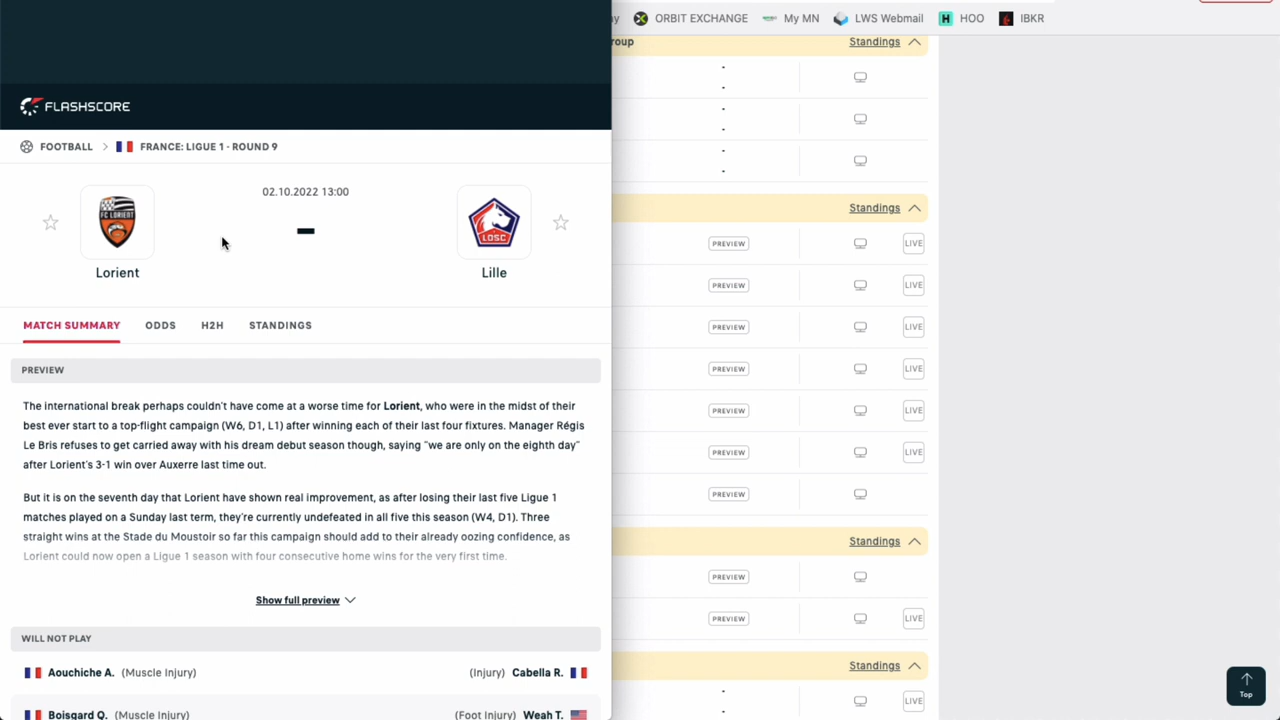 ay
ORBIT EXCHANGE
My MN
LWS Webmail
H
HOO
IBKR
roup
Standings
FLASHSCORE
FOOTBALL > FRANCE: LIGUE 1 - ROUND 9
02.10.2022 13:00
-
FC LORIENT
LOSC
Lorient
Lille
MATCH SUMMARY
ODDS
H2H
STANDINGS
PREVIEW
The international break perhaps couldn't have come at a worse time for Lorient, who were in the midst of their
best ever start to a top-flight campaign (W6, D1, L1) after winning each of their last four fixtures. Manager Régis
Le Bris refuses to get carried away with his dream debut season though, saying "we are only on the eighth day"
after Lorient's 3-1 win over Auxerre last time out.
But it is on the seventh day that Lorient have shown real improvement, as after losing their last five Ligue 1
matches played on a Sunday last term, they're currently undefeated in all five this season (W4, D1). Three
straight wins at the Stade du Moustoir so far this campaign should add to their already oozing confidence, as
Lorient could now open a Ligue 1 season with four consecutive home wins for the very first time.
Show full preview
WILL NOT PLAY
Aouchiche A. (Muscle Injury)
(Injury) Cabella R.
Boisgard Q. (Muscle Injury)
(Foot Injury) Weah T.
-
-
-
-
-
-
Standings
PREVIEW
LIVE
PREVIEW
LIVE
PREVIEW
LIVE
PREVIEW
LIVE
PREVIEW
LIVE
PREVIEW
LIVE
PREVIEW
Standings
PREVIEW
PREVIEW
LIVE
Standings
-
-
LIVE
Top